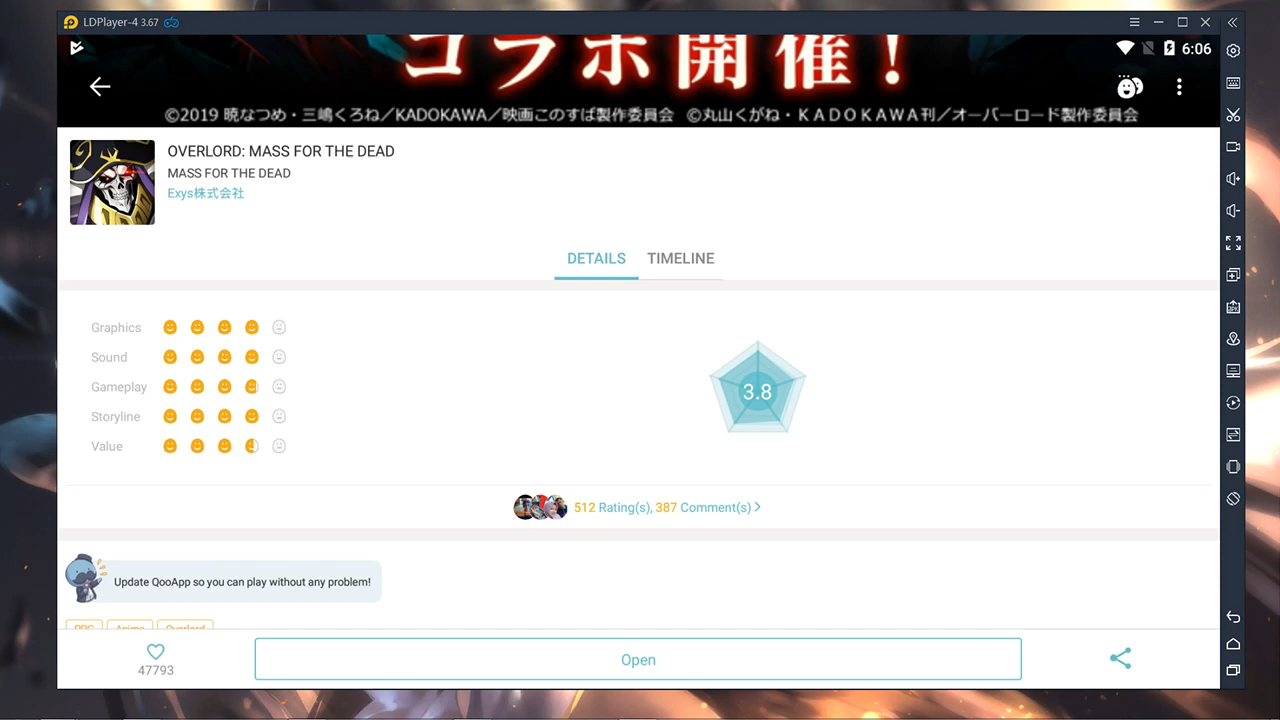 LDPlayer-4 3.67
コラボ開催！
6:06
©2019 暁なつめ・三嶋くろね／KADOKAWA／映画このすば製作委員会 ©丸山くがね・ＫＡＤＯＫＡＷＡ刊／オーバーロード製作委員会
OVERLORD: MASS FOR THE DEAD
MASS FOR THE DEAD
Exys株式会社
DETAILS TIMELINE
Graphics
Sound
Gameplay
Storyline
Value
3.8
512 Rating(s), 387 Comment(s)
Update QooApp so you can play without any problem!
RPG Anime Overlord
47793
Open